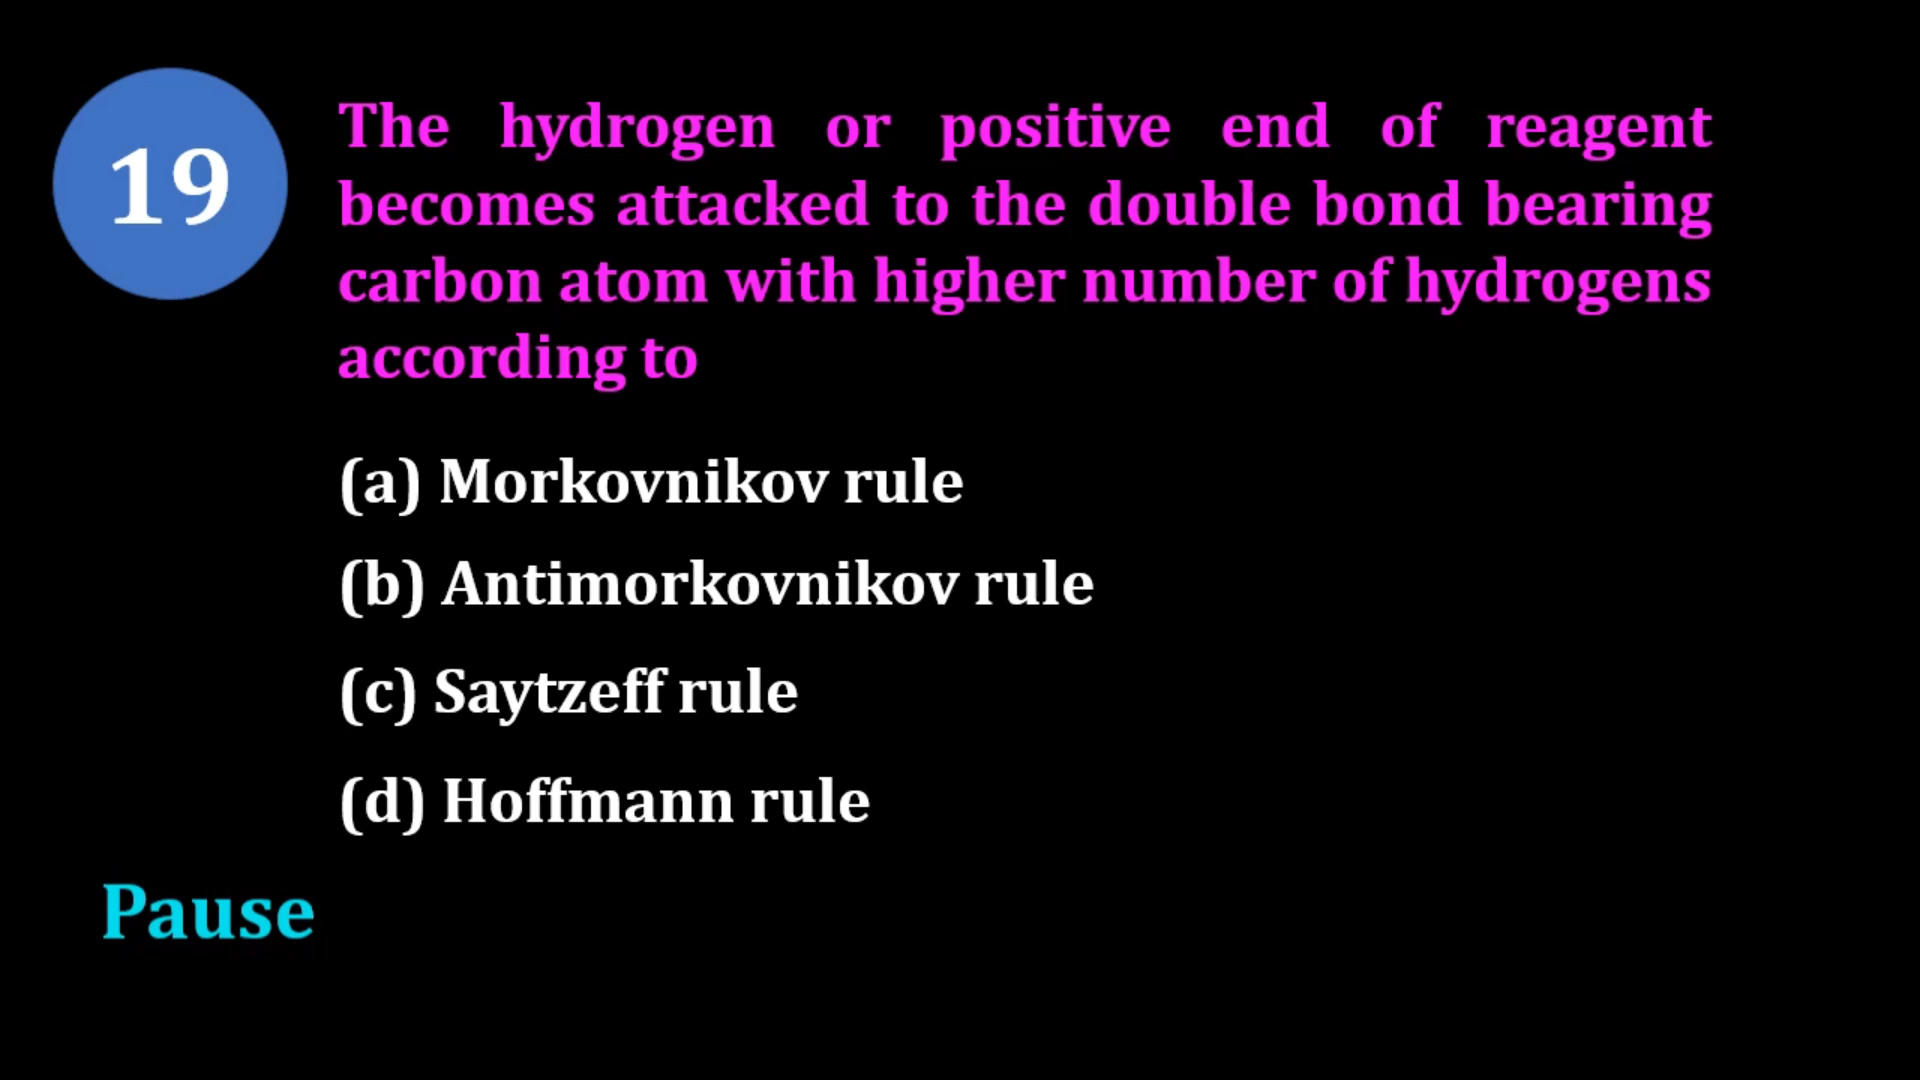 19
The hydrogen or positive end of reagent
becomes attacked to the double bond bearing
carbon atom with higher number of hydrogens
according to
(a) Morkovnikov rule
(b) Antimorkovnikov rule
(c) Saytzeff rule
(d) Hoffmann rule
Pause